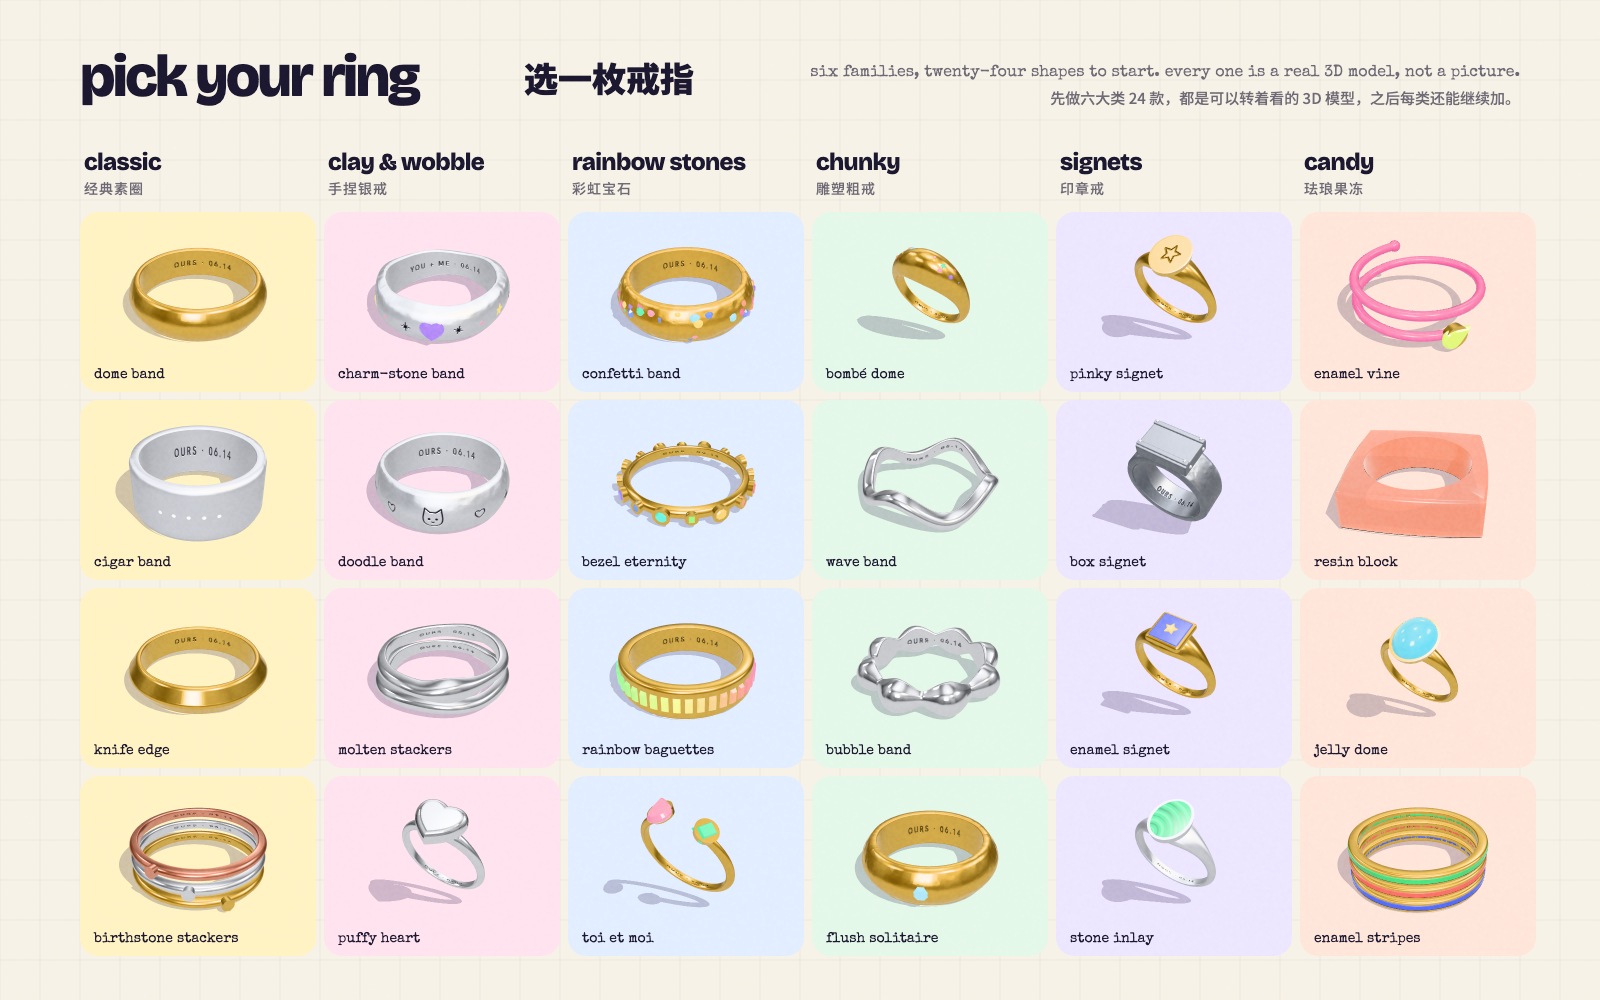 pick your ring
选一枚戒指
six families, twenty-four shapes to start. every one is a real 3D model, not a picture.
先做六大类 24 款，都是可以转着看的 3D 模型，之后每类还能继续加。
classic
经典素圈
clay & wobble
手捏银戒
rainbow stones
彩虹宝石
chunky
雕塑粗戒
signets
印章戒
candy
珐琅果冻
OURS · 06.14
dome band
YOU + ME · 06.14
charm-stone band
OURS · 06.14
confetti band
bombé dome
pinky signet
enamel vine
OURS · 06.14
cigar band
OURS · 06.14
doodle band
bezel eternity
wave band
OURS · 06.14
box signet
resin block
OURS · 06.14
knife edge
OURS · 06.14
molten stackers
OURS · 06.14
rainbow baguettes
OURS · 06.14
bubble band
enamel signet
jelly dome
birthstone stackers
puffy heart
toi et moi
OURS · 06.14
flush solitaire
stone inlay
enamel stripes